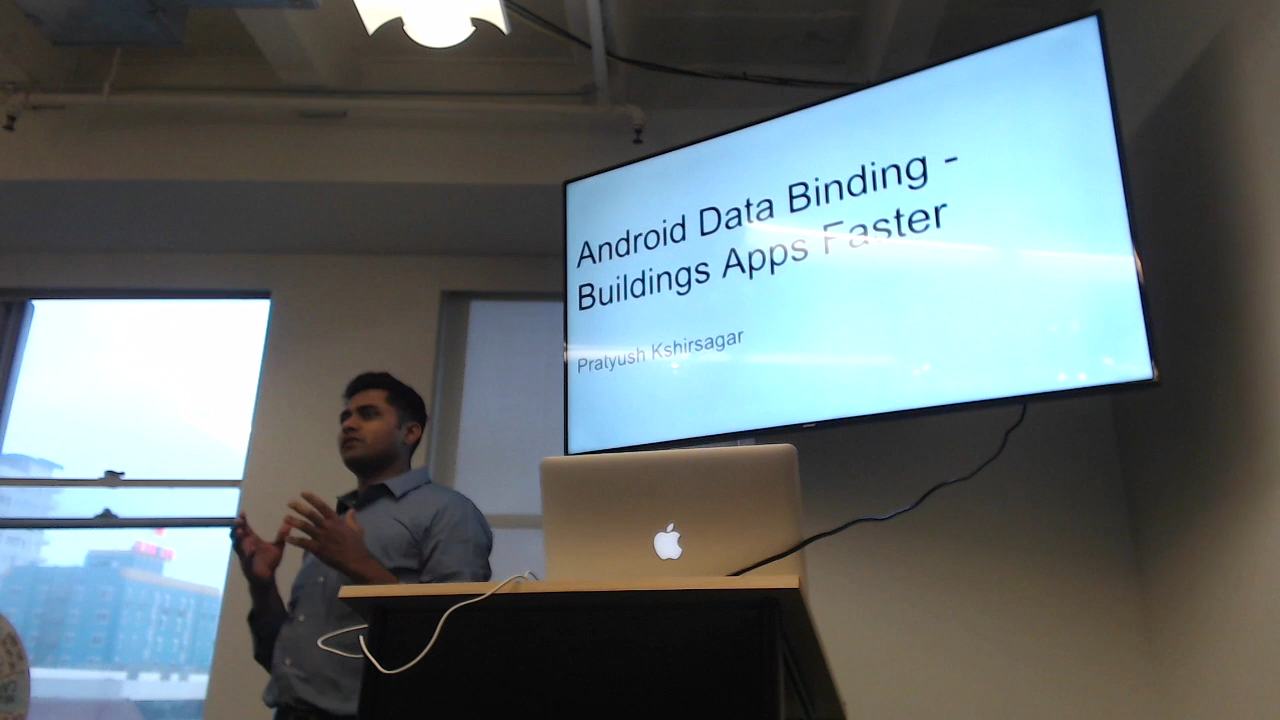 Android Data Binding -
Buildings Apps Faster
Pratyush Kshirsagar